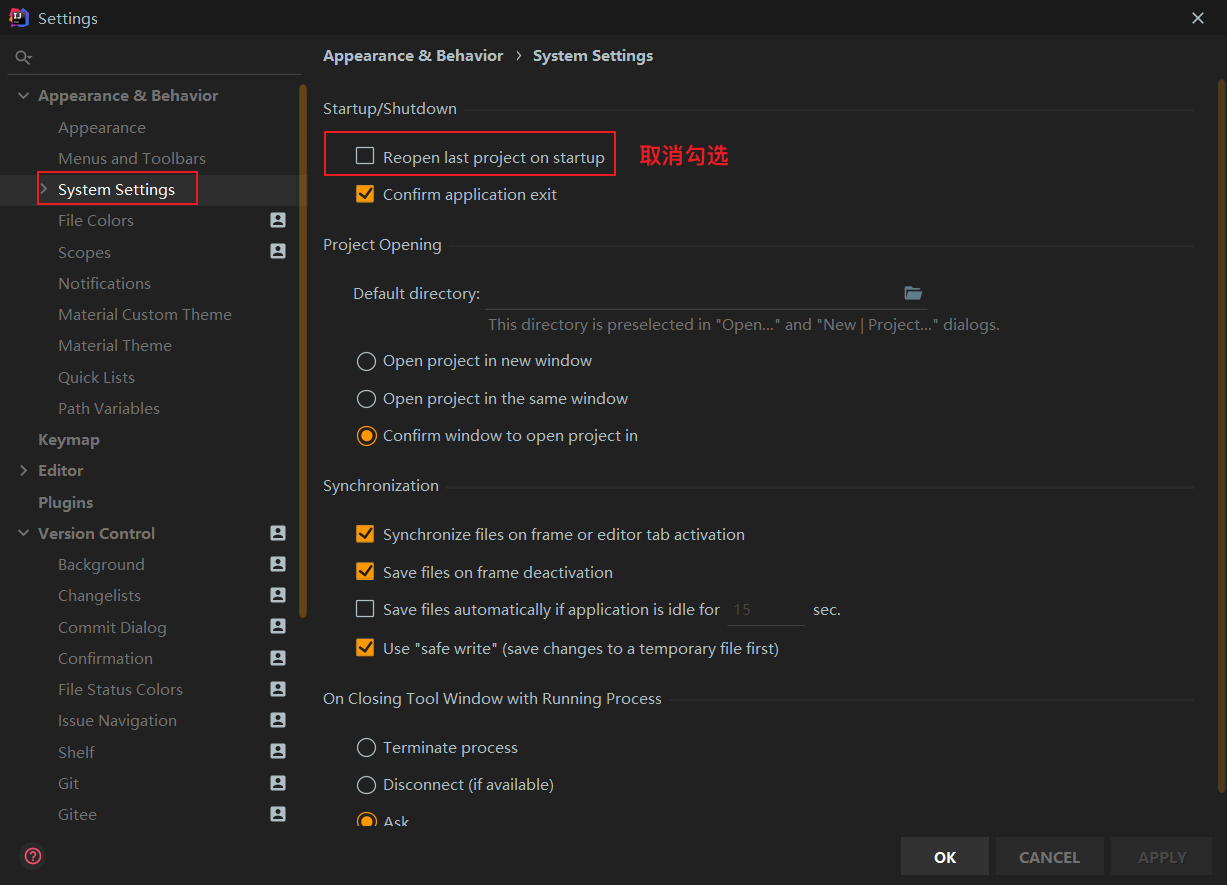 Settings
Appearance & Behavior › System Settings
Appearance & Behavior
Appearance
Menus and Toolbars
System Settings
File Colors
Scopes
Notifications
Material Custom Theme
Material Theme
Quick Lists
Path Variables
Keymap
Editor
Plugins
Version Control
Background
Changelists
Commit Dialog
Confirmation
File Status Colors
Issue Navigation
Shelf
Git
Gitee
Startup/Shutdown
Reopen last project on startup 取消勾选
Confirm application exit
Project Opening
Default directory:
This directory is preselected in "Open..." and "New | Project..." dialogs.
Open project in new window
Open project in the same window
Confirm window to open project in
Synchronization
Synchronize files on frame or editor tab activation
Save files on frame deactivation
Save files automatically if application is idle for 15 sec.
Use "safe write" (save changes to a temporary file first)
On Closing Tool Window with Running Process
Terminate process
Disconnect (if available)
Ask
OK CANCEL APPLY